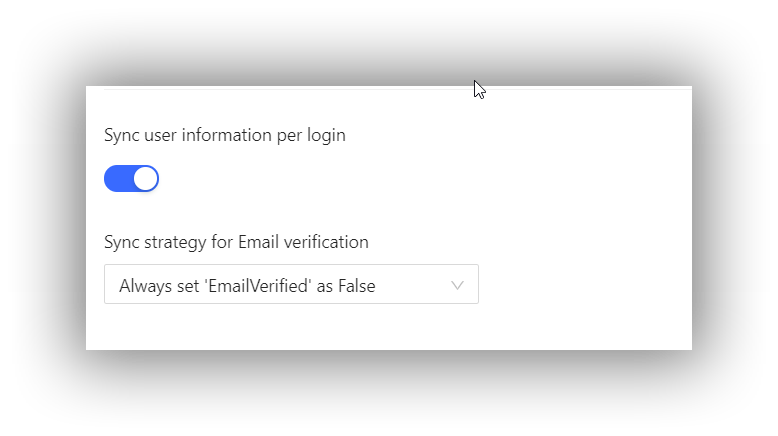 Sync user information per login
Sync strategy for Email verification
Always set 'EmailVerified' as False